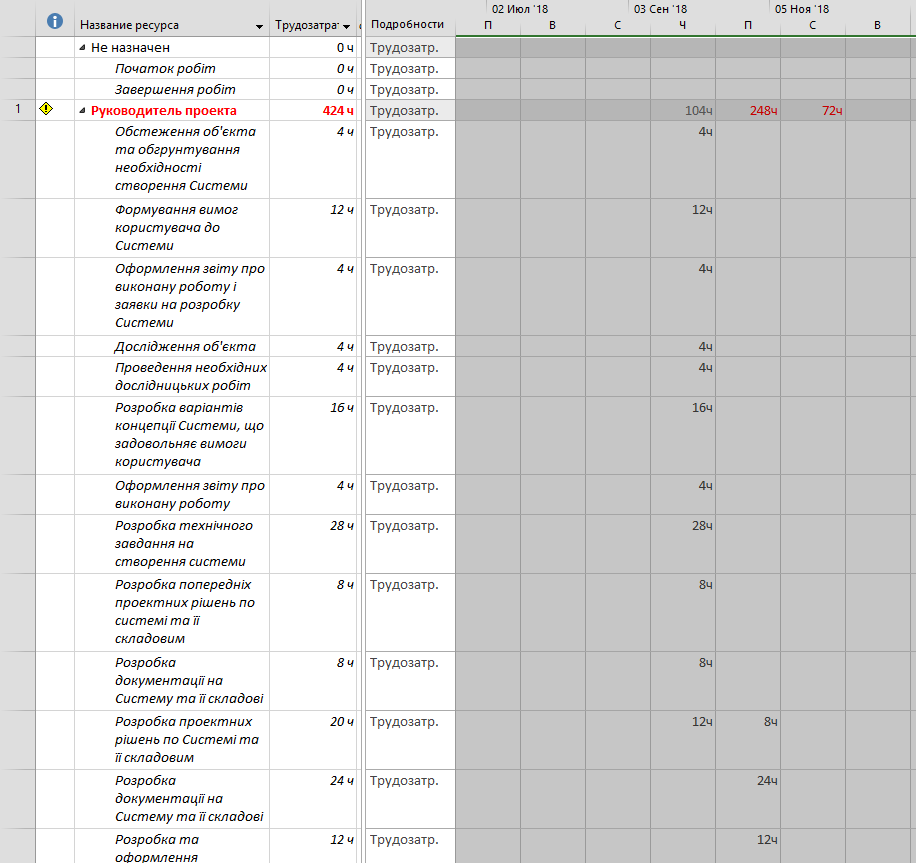 02 Июл '18 03 Сен '18 05 Ноя '18
Название ресурса Трудозатра Подробности П В С Ч П С В
Не назначен 0 ч Трудозатр.
Початок робіт 0 ч Трудозатр.
Завершення робіт 0 ч Трудозатр.
1 Руководитель проекта 424 ч Трудозатр. 104ч 248ч 72ч
Обстеження об'єкта 4 ч Трудозатр. 4ч
та обгрунтування
необхідності
створення Системи
Формування вимог 12 ч Трудозатр. 12ч
користувача до
Системи
Оформлення звіту про 4 ч Трудозатр. 4ч
виконану роботу і
заявки на розробку
Системи
Дослідження об'єкта 4 ч Трудозатр. 4ч
Проведення необхідних 4 ч Трудозатр. 4ч
дослідницьких робіт
Розробка варіантів 16 ч Трудозатр. 16ч
концепції Системи, що
задовольняє вимоги
користувача
Оформлення звіту про 4 ч Трудозатр. 4ч
виконану роботу
Розробка технічного 28 ч Трудозатр. 28ч
завдання на
створення системи
Розробка попередніх 8 ч Трудозатр. 8ч
проектних рішень по
системі та її
складовим
Розробка 8 ч Трудозатр. 8ч
документації на
Систему та її складові
Розробка проектних 20 ч Трудозатр. 12ч 8ч
рішень по Системі та
її складовим
Розробка 24 ч Трудозатр. 24ч
документації на
Систему та її складові
Розробка та 12 ч Трудозатр. 12ч
оформлення